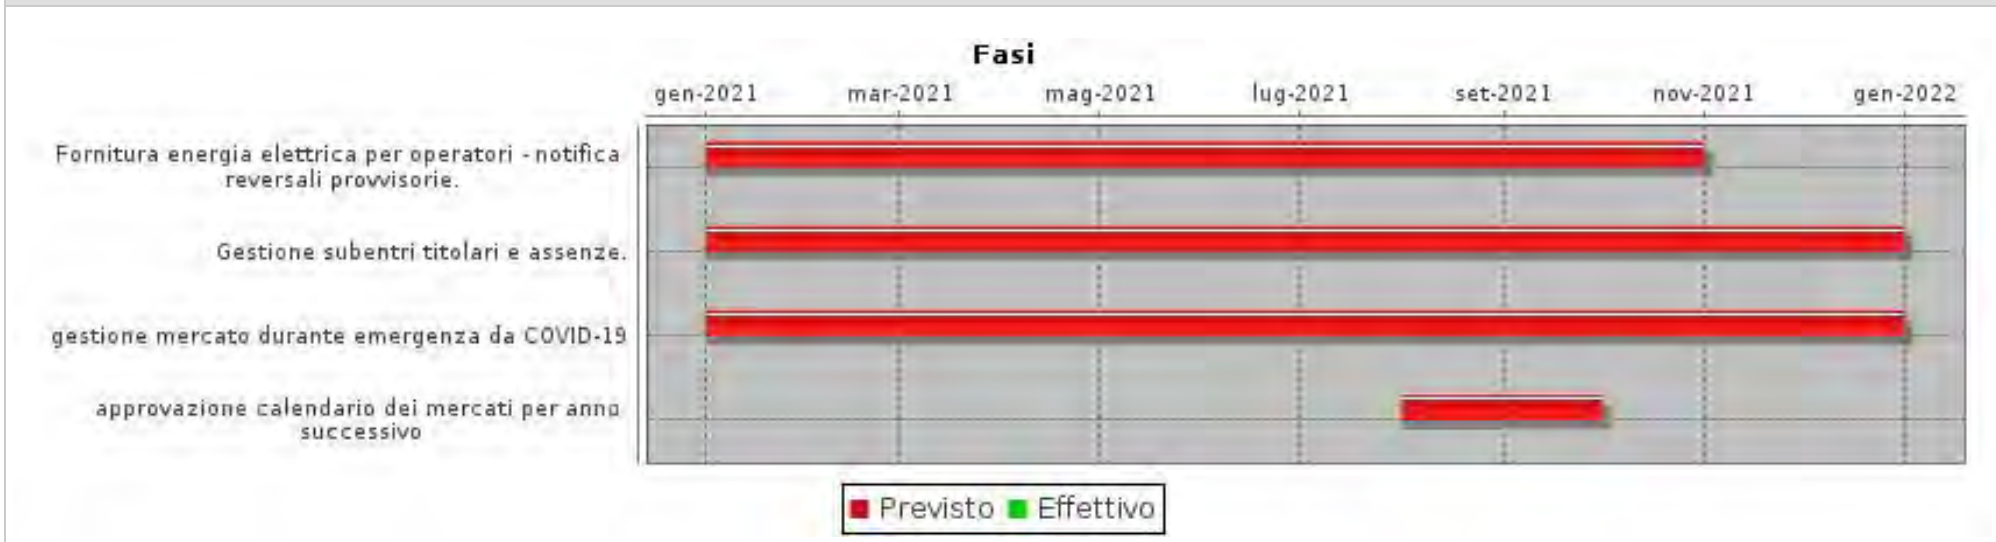 Fasi
gen-2021 mar-2021 mag-2021 lug-2021 set-2021 nov-2021 gen-2022
Fornitura energia elettrica per operatori - notifica
reversali provvisorie.
Gestione subentri titolari e assenze.
gestione mercato durante emergenza da COVID-19
approvazione calendario dei mercati per anno
successivo
Previsto Effettivo